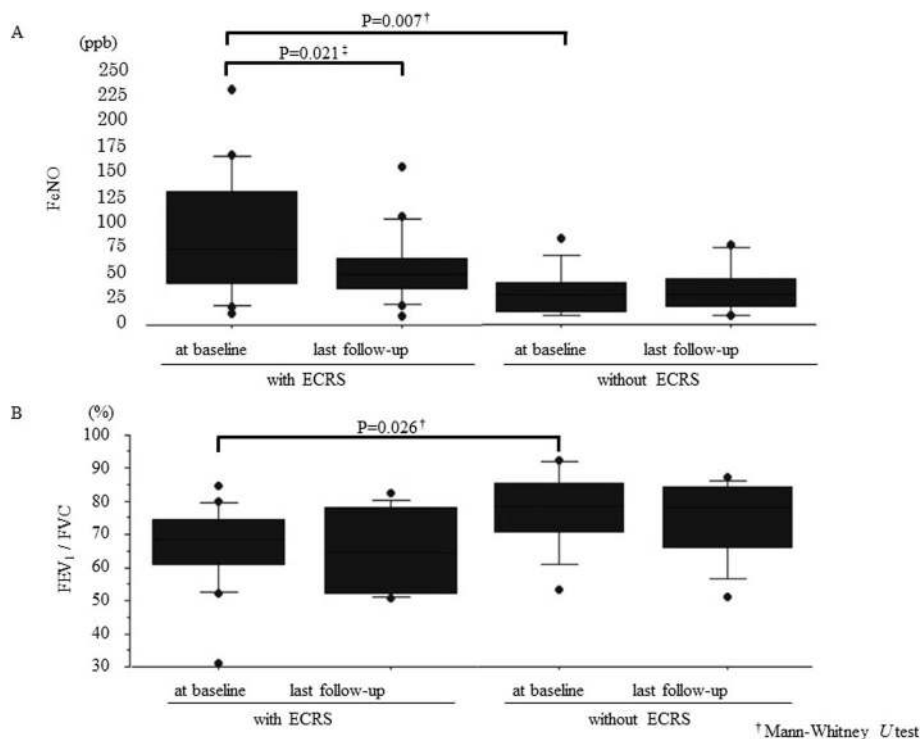 A
(ppb)
P=0.007†
P=0.021‡
250
225
200
175
150
125
100
75
50
25
0
FeNO
at baseline last follow-up at baseline last follow-up
with ECRS without ECRS
B
(%)
P=0.026†
100
90
80
70
60
50
40
30
FEV1 / FVC
at baseline last follow-up at baseline last follow-up
with ECRS without ECRS
†Mann-Whitney U test